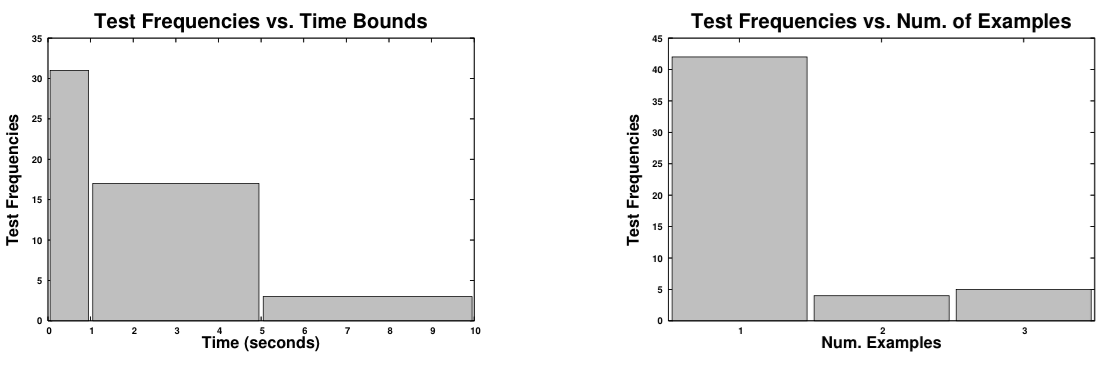 Test Frequencies vs. Time Bounds
35
30
25
20
15
10
5
0
Test Frequencies
0 1 2 3 4 5 6 7 8 9 10
Time (seconds)
Test Frequencies vs. Num. of Examples
45
40
35
30
25
20
15
10
5
0
Test Frequencies
1 2 3
Num. Examples